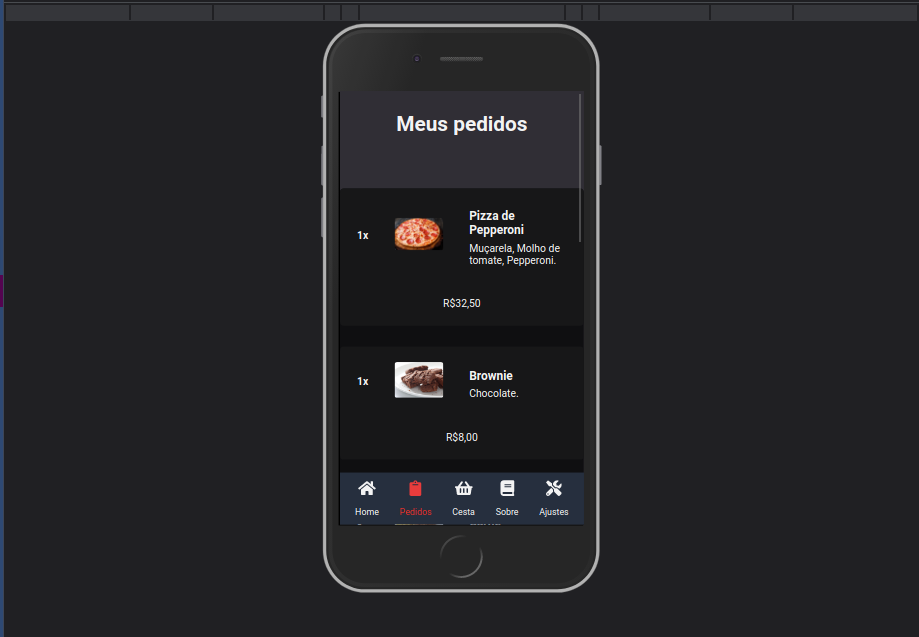 Meus pedidos
1x
Pizza de
Pepperoni
Muçarela, Molho de
tomate, Pepperoni.
R$32,50
1x
Brownie
Chocolate.
R$8,00
Home
Pedidos
Cesta
Sobre
Ajustes